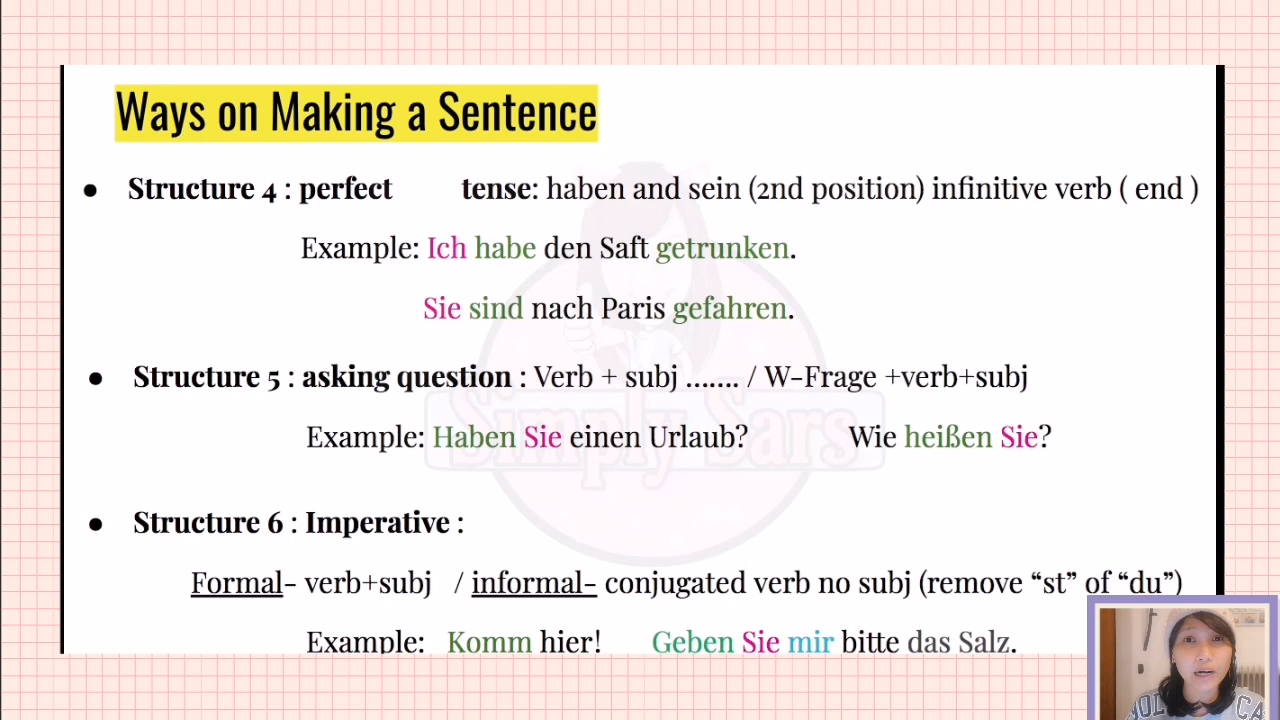 Ways on Making a Sentence
● Structure 4 : perfect tense: haben and sein (2nd position) infinitive verb ( end )
Example: Ich habe den Saft getrunken.
Sie sind nach Paris gefahren.
● Structure 5 : asking question : Verb + subj ....... / W-Frage +verb+subj
Example: Haben Sie einen Urlaub? Wie heißen Sie?
● Structure 6 : Imperative :
Formal- verb+subj / informal- conjugated verb no subj (remove “st” of “du”)
Example: Komm hier! Geben Sie mir bitte das Salz.
Simply Sars